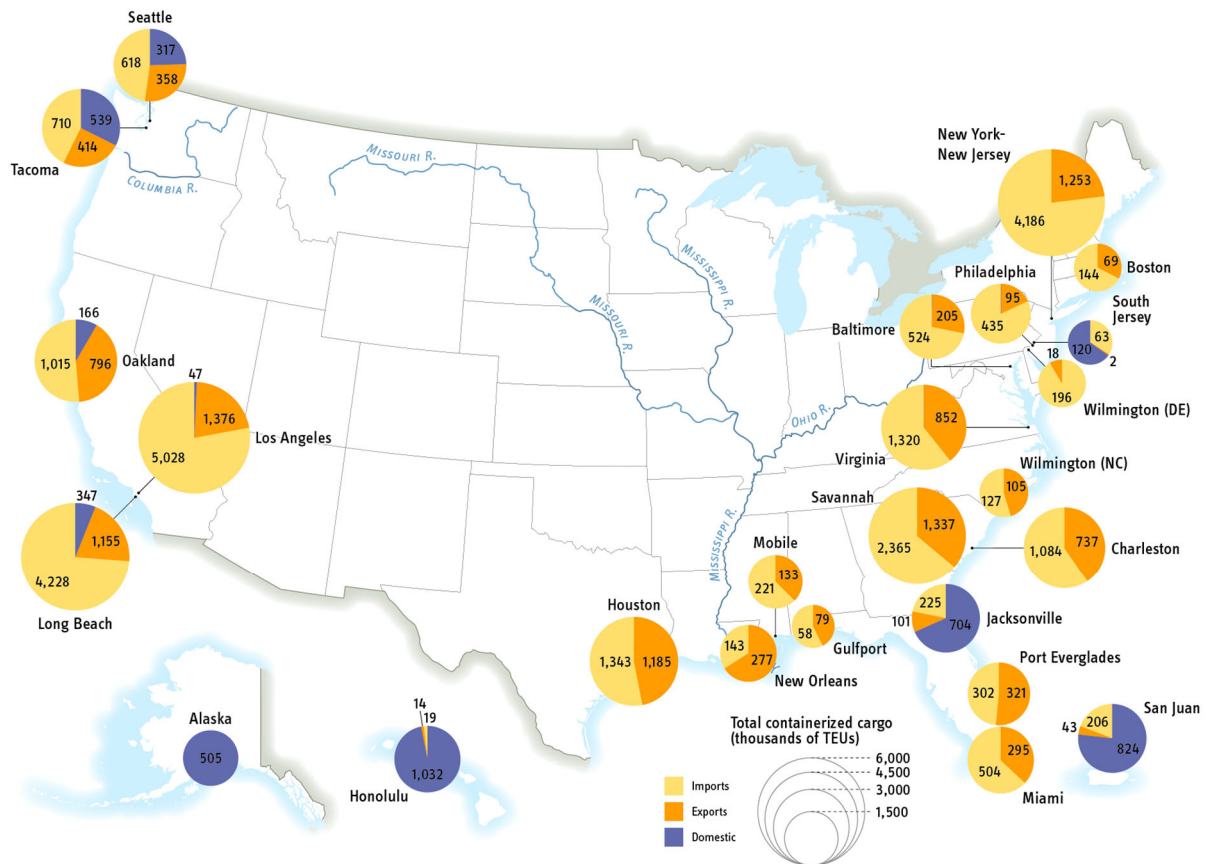 Seattle
618
317
358
710
539
414
Tacoma
COLUMBIA R.
MISSOURI R.
MISSOURI R.
MISSISSIPPI R.
MISSISSIPPI R.
OHIO R.
New York-
New Jersey
1,253
4,186
69
144
Boston
Philadelphia
95
435
South
Jersey
63
120
2
Baltimore
205
524
18
196
Wilmington (DE)
166
1,015
796
Oakland
47
1,376
5,028
Los Angeles
347
1,155
4,228
Long Beach
852
1,320
Virginia
Wilmington (NC)
105
127
Savannah
1,337
2,365
737
1,084
Charleston
Mobile
133
221
225
101
704
Jacksonville
Houston
1,343
1,185
143
277
New Orleans
79
58
Gulfport
Port Everglades
302
321
San Juan
206
43
824
295
504
Miami
Alaska
505
14
19
1,032
Honolulu
Total containerized cargo
(thousands of TEUs)
6,000
4,500
3,000
1,500
Imports
Exports
Domestic